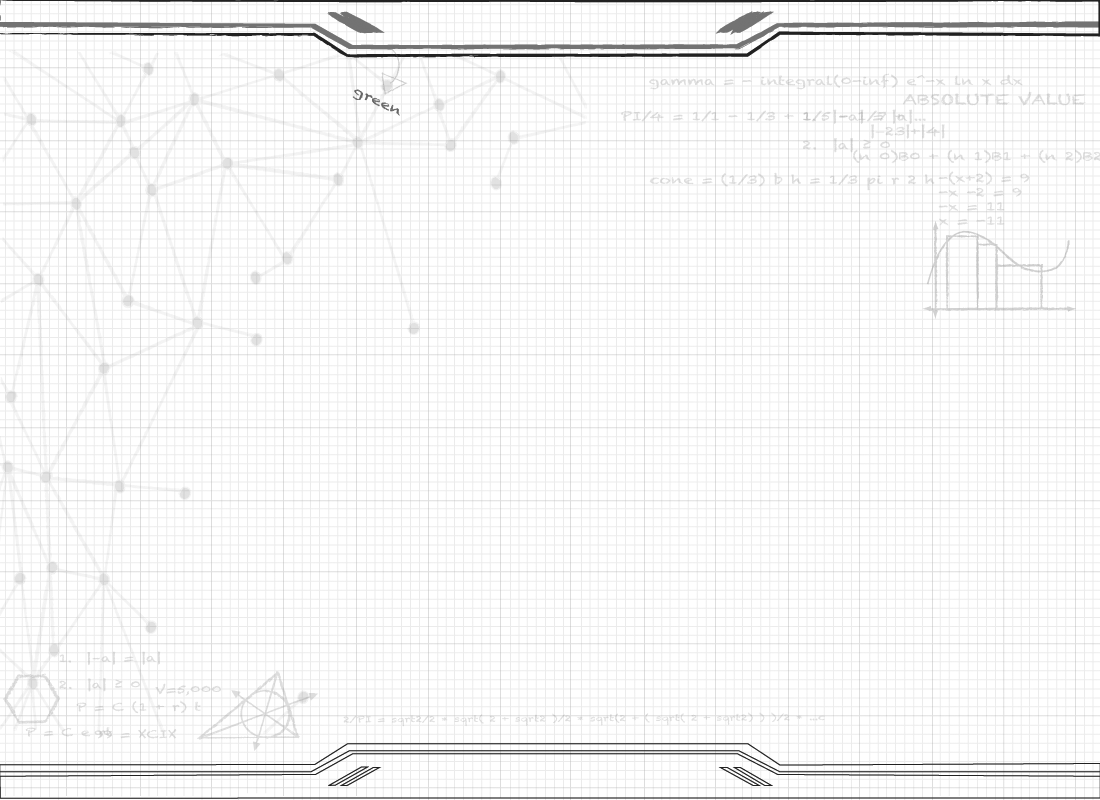 green
gamma = - integral(0-inf) e^-x ln x dx
ABSOLUTE VALUE
PI/4 = 1/1 - 1/3 + 1/5
|-a|/
|a|...
|-23|+|4|
2. |a| ≥ 0
(n 0)B0 + (n 1)B1 + (n 2)B2
cone = (1/3) b h = 1/3 pi r 2 h
-(x+2) = 9
-x -2 = 9
-x = 11
x = -11
1. |-a| = |a|
2. |a| ≥ 0
V=5,000
P = C (1 + r) t
P = C e
= XCIX
2/PI = sqrt2/2 * sqrt( 2 + sqrt2 )/2 * sqrt(2 + ( sqrt( 2 + sqrt2) ) )/2 * ...c